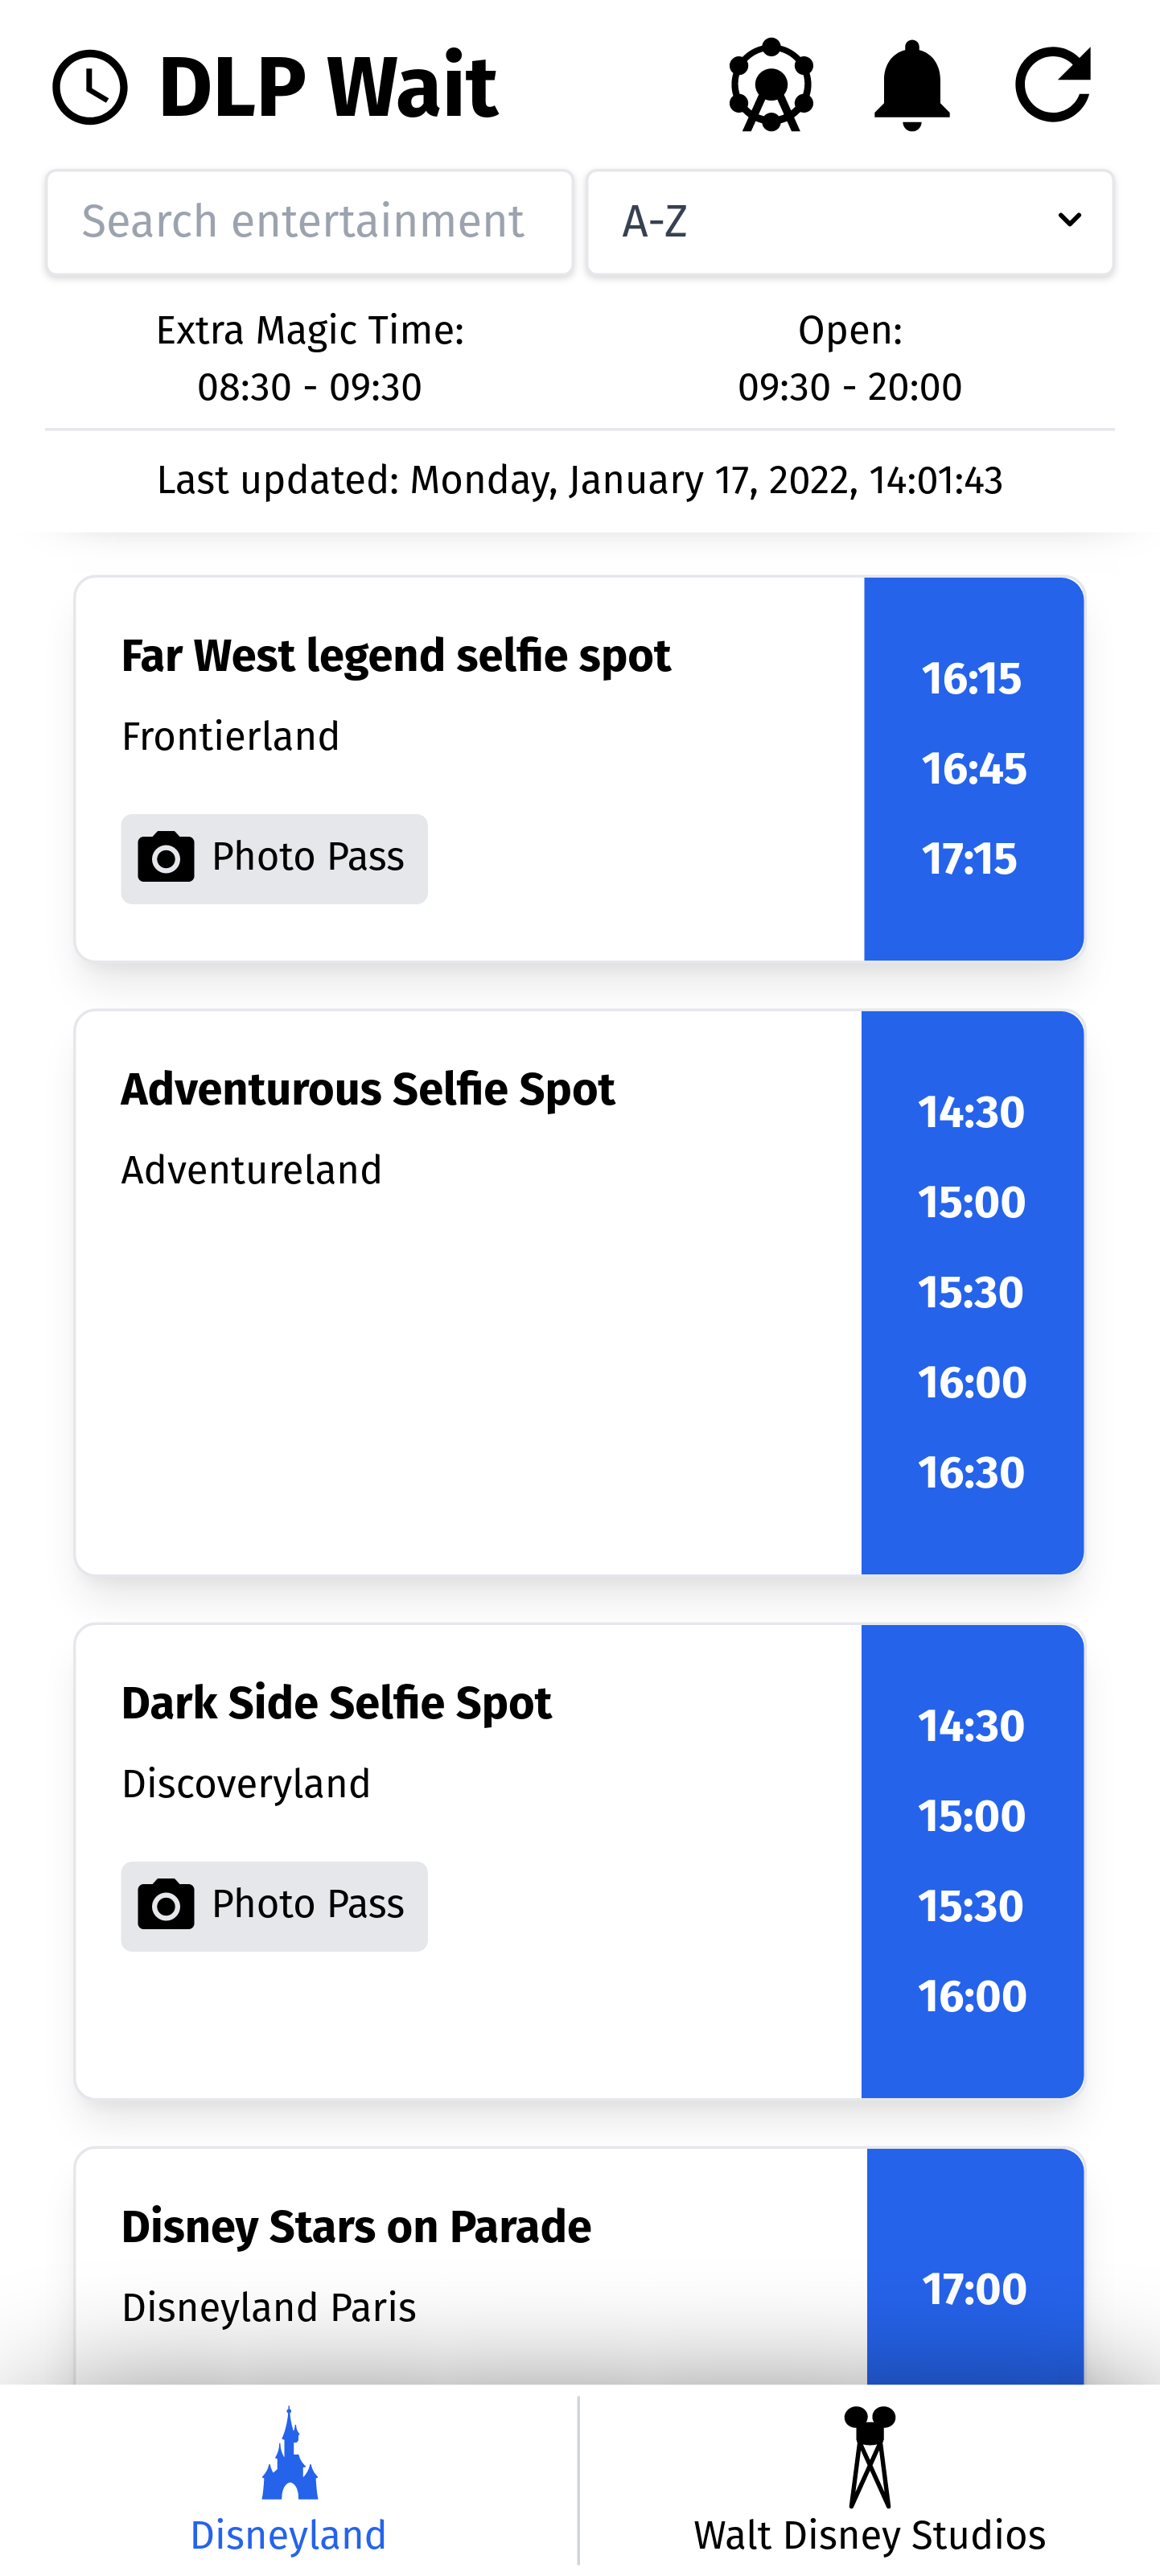 DLP Wait
Search entertainment
A-Z
Extra Magic Time:
08:30 - 09:30
Open:
09:30 - 20:00
Last updated: Monday, January 17, 2022, 14:01:43
Far West legend selfie spot
Frontierland
Photo Pass
16:15
16:45
17:15
Adventurous Selfie Spot
Adventureland
14:30
15:00
15:30
16:00
16:30
Dark Side Selfie Spot
Discoveryland
Photo Pass
14:30
15:00
15:30
16:00
Disney Stars on Parade
Disneyland Paris
17:00
Disneyland
Walt Disney Studios